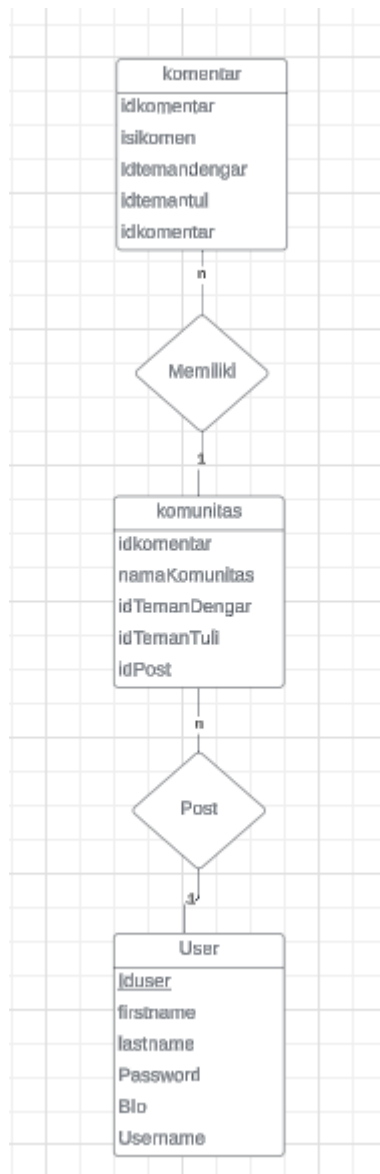 komentar
idkomentar
isikomen
idtemandengar
idtemantul
idkomentar
n
Memiliki
1
komunitas
idkomentar
namaKomunitas
idTemanDengar
idTemanTuli
idPost
n
Post
1
User
Iduser
firstname
lastname
Password
Bio
Username